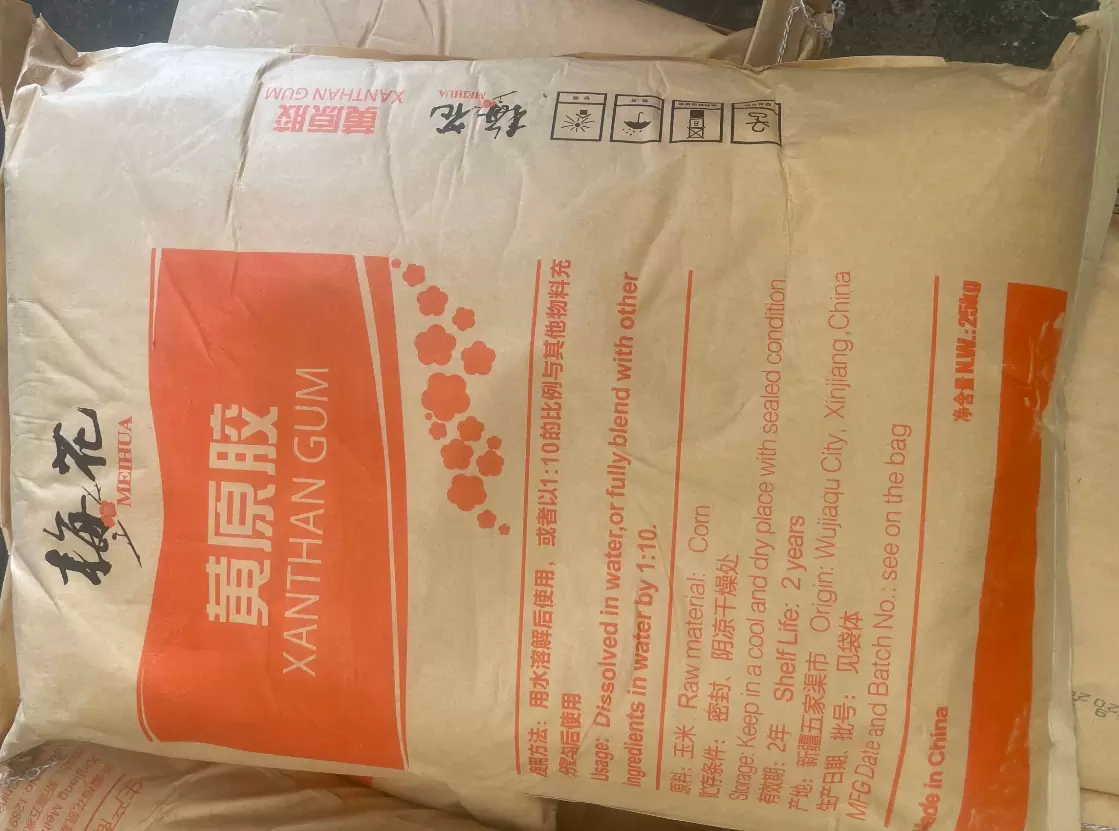 梅花
MEIHUA
黄原胶
XANTHAN GUM
使用方法：用水溶解后使用，或者以1:10的比例与其他物料充
分混匀后使用
Usage: Dissolved in water,or fully blend with other
ingredients in water by 1:10.
原料：玉米 Raw material: Corn
贮存条件：密封、阴凉干燥处
Storage: Keep in a cool and dry place with sealed condition
有效期：2年 Shelf Life: 2 years
产地：新疆五家渠市 Origin: Wujiaqu City, Xinjiang, China
生产日期、批号：见袋体
MFG Date and Batch No.: see on the bag
净含量N.W.:25kg
Made in China
黄原胶
XANTHAN GUM
梅花
MEIHUA